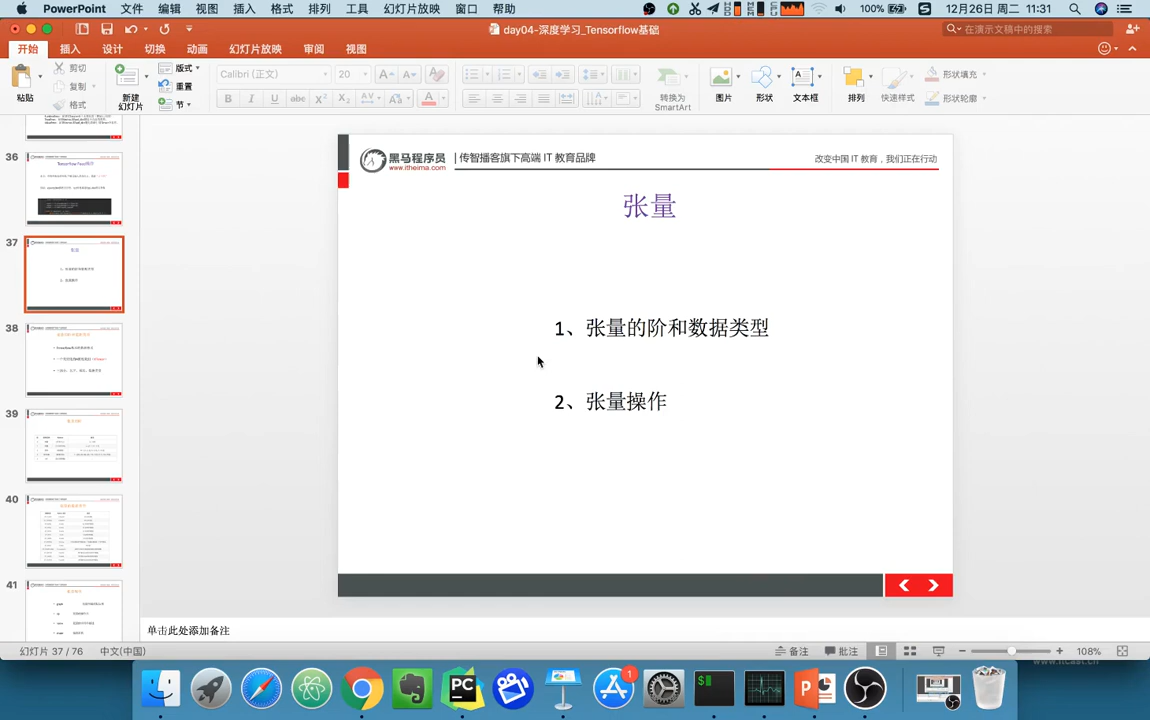 PowerPoint 文件 编辑 视图 插入 格式 排列 工具 幻灯片放映 窗口 帮助 100% 12月26日 周二 11:31
day04-深度学习_Tensorflow基础 在演示文稿中的搜索
开始 插入 设计 切换 动画 幻灯片放映 审阅 视图
粘贴 剪切 复制 格式 新建 幻灯片 版式 重置 节 Calibri (正文) 20 转换为 SmartArt 图片 形状 文本框 排列 快速样式 形状填充 形状轮廓
B I U abc X² X₂ AV A
36
37
38
39
40
41
黑马程序员 | 传智播客旗下高端 IT 教育品牌 改变中国 IT 教育，我们正在行动
www.itheima.com
张量
1、张量的阶和数据类型
2、张量操作
单击此处添加备注
幻灯片 37 / 76 中文(中国) 备注 批注 108%
www.itcast.cn
PC
1
$
P